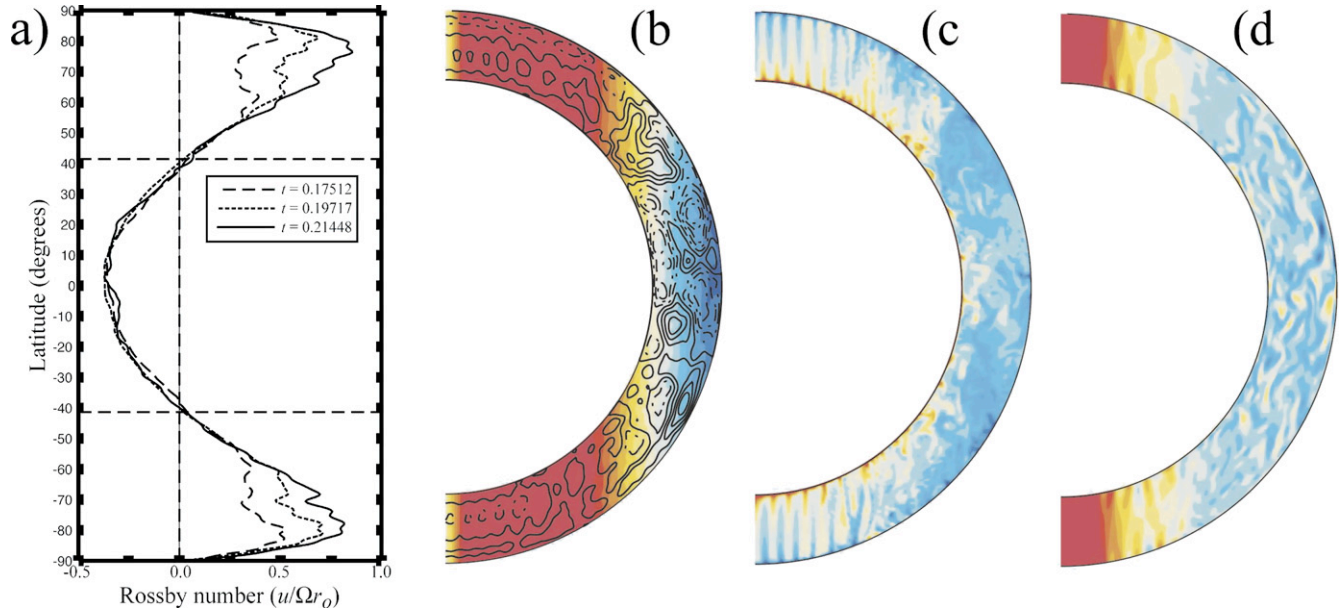 a)
(b
(c
(d
90
80
70
60
50
40
30
20
10
0
-10
-20
-30
-40
-50
-60
-70
-80
-90
Latitude (degrees)
t = 0.17512
t = 0.19717
t = 0.21448
-0.5 0.0 0.5 1.0
Rossby number (u/Ωro)